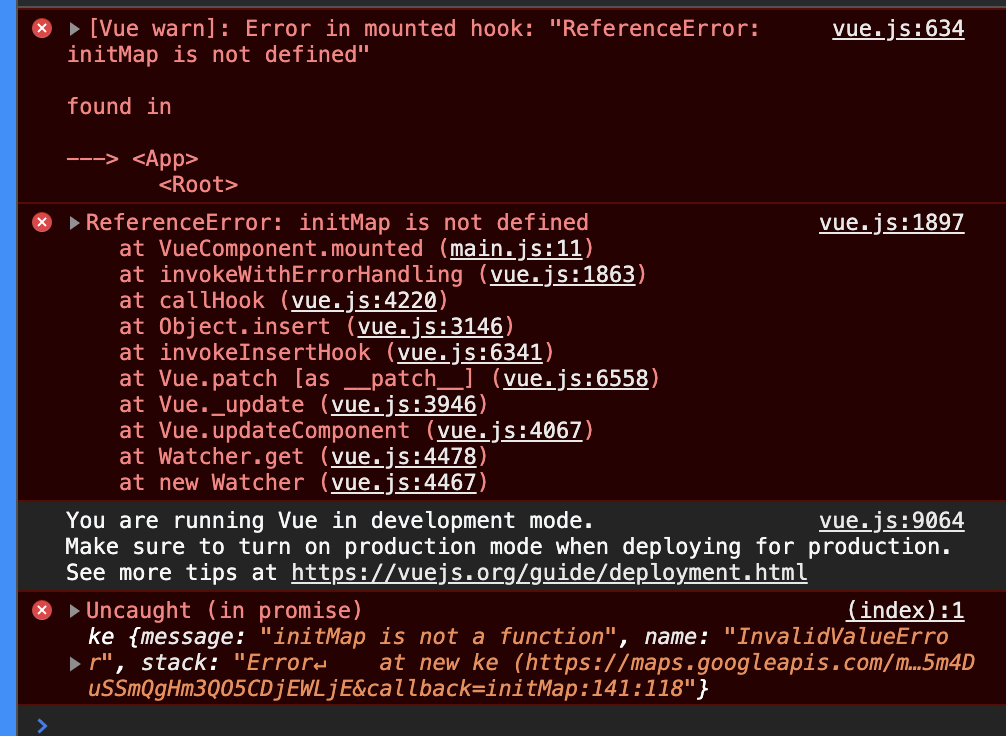 [Vue warn]: Error in mounted hook: "ReferenceError: vue.js:634
initMap is not defined"
found in
---> <App>
<Root>
ReferenceError: initMap is not defined vue.js:1897
at VueComponent.mounted (main.js:11)
at invokeWithErrorHandling (vue.js:1863)
at callHook (vue.js:4220)
at Object.insert (vue.js:3146)
at invokeInsertHook (vue.js:6341)
at Vue.patch [as __patch__] (vue.js:6558)
at Vue._update (vue.js:3946)
at Vue.updateComponent (vue.js:4067)
at Watcher.get (vue.js:4478)
at new Watcher (vue.js:4467)
You are running Vue in development mode. vue.js:9064
Make sure to turn on production mode when deploying for production.
See more tips at https://vuejs.org/guide/deployment.html
Uncaught (in promise) (index):1
ke {message: "initMap is not a function", name: "InvalidValueErro
r", stack: "Error↵    at new ke (https://maps.googleapis.com/m…5m4D
uSSmQgHm3QO5CDjEWLjE&callback=initMap:141:118"}